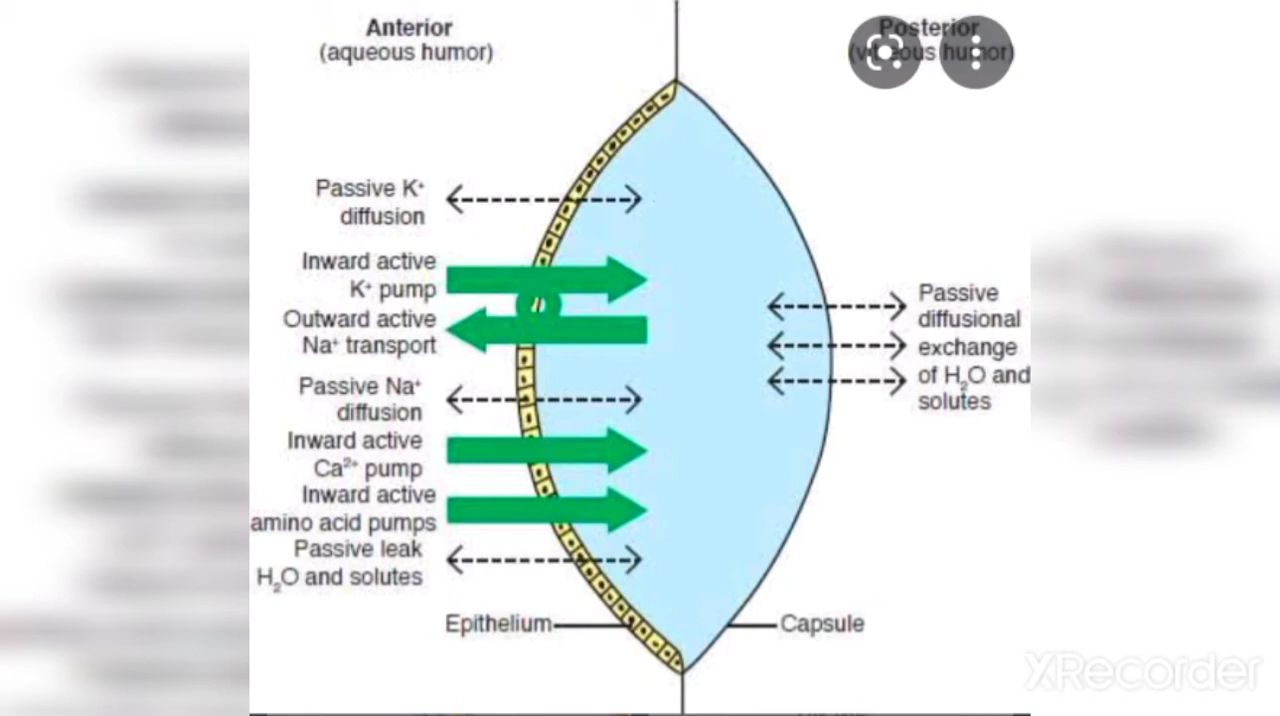 Anterior
(aqueous humor)
Posterior
humor)
Passive K⁺
diffusion
Inward active
K⁺ pump
Outward active
Na⁺ transport
Passive Na⁺
diffusion
Inward active
Ca²⁺ pump
Inward active
amino acid pumps
Passive leak
H₂O and solutes
Passive
diffusional
exchange
of H₂O and
solutes
Epithelium
Capsule
XRecorder